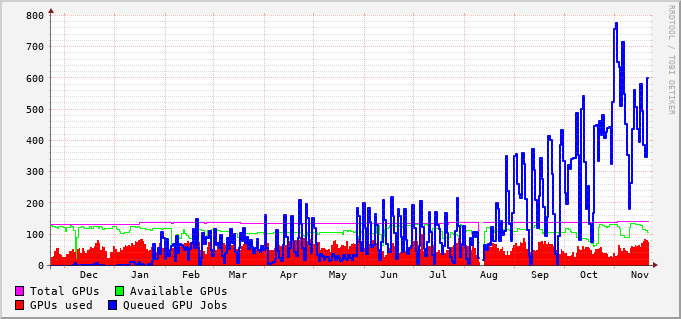 800
700
600
500
400
300
200
100
0
Dec Jan Feb Mar Apr May Jun Jul Aug Sep Oct Nov
Total GPUs Available GPUs
GPUs used Queued GPU Jobs
RRDTOOL / TOBI OETIKER